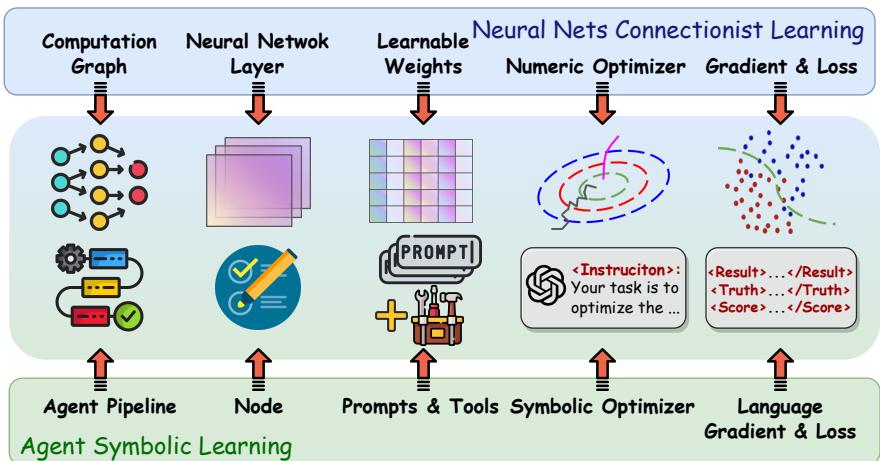 Neural Nets Connectionist Learning
Computation
Graph
Neural Netwok
Layer
Learnable
Weights
Numeric Optimizer
Gradient & Loss
PROMPT
<Instruciton>:
Your task is to
optimize the ...
<Result>...</Result>
<Truth>...</Truth>
<Score>...</Score>
Agent Pipeline
Node
Prompts & Tools
Symbolic Optimizer
Language
Gradient & Loss
Agent Symbolic Learning